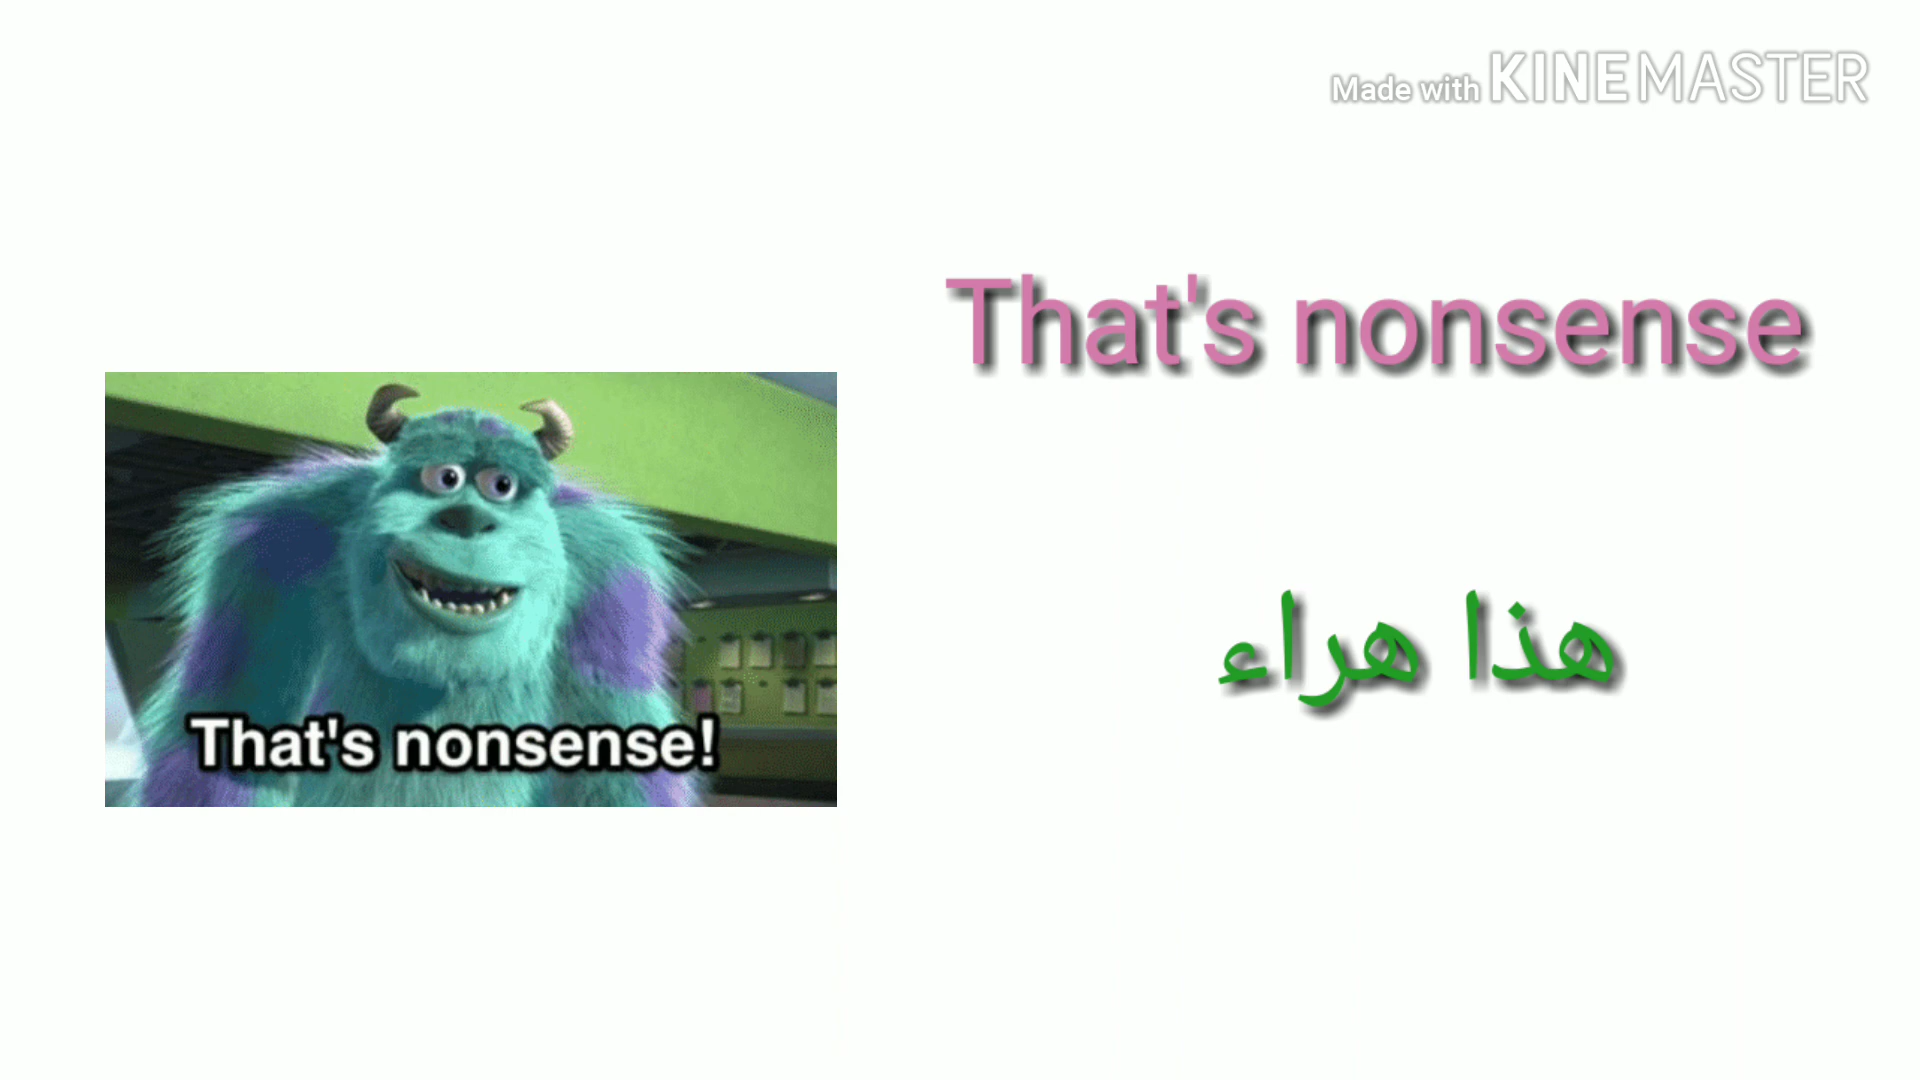 Made with KINEMASTER
That's nonsense
هذا هراء
That's nonsense!